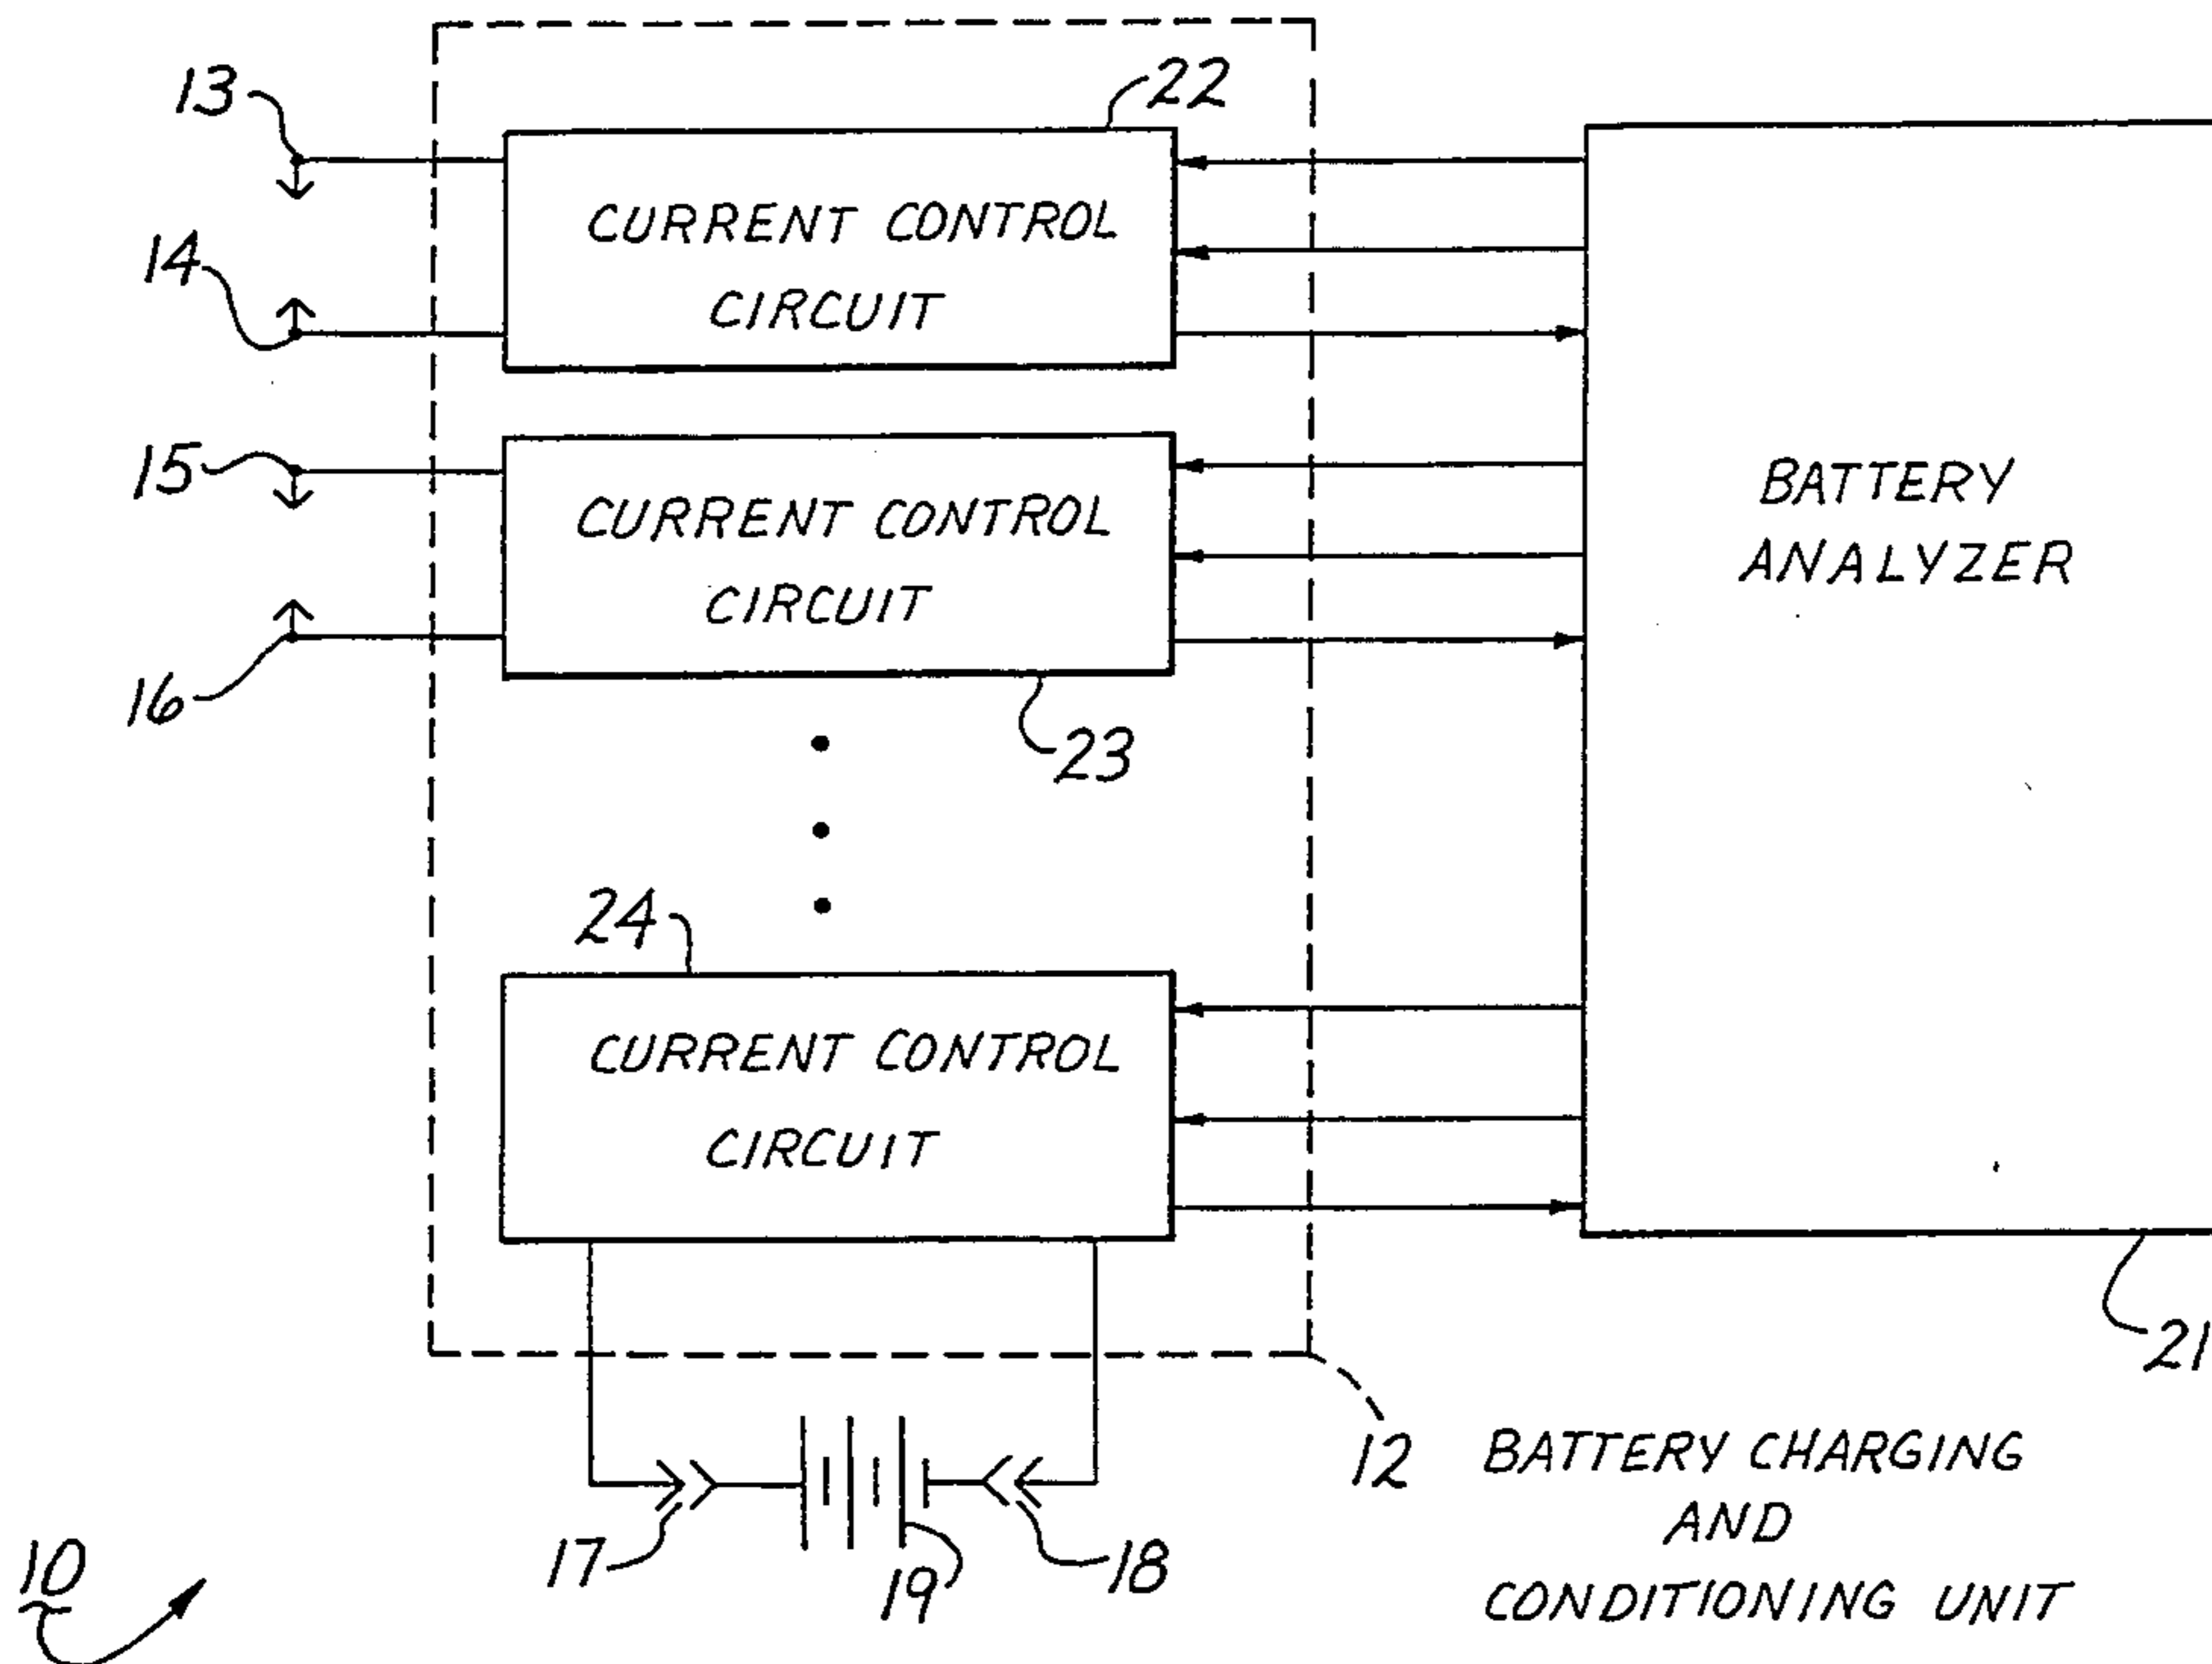 13
22
CURRENT CONTROL
CIRCUIT
14
15
CURRENT CONTROL
CIRCUIT
16
23
BATTERY
ANALYZER
24
CURRENT CONTROL
CIRCUIT
21
12
17
19
18
10
BATTERY CHARGING
AND
CONDITIONING UNIT